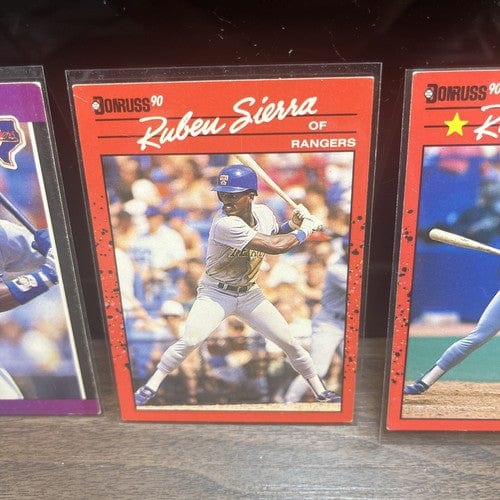 DONRUSS 90
Ruben Sierra
OF
RANGERS
DONRUSS 90
R